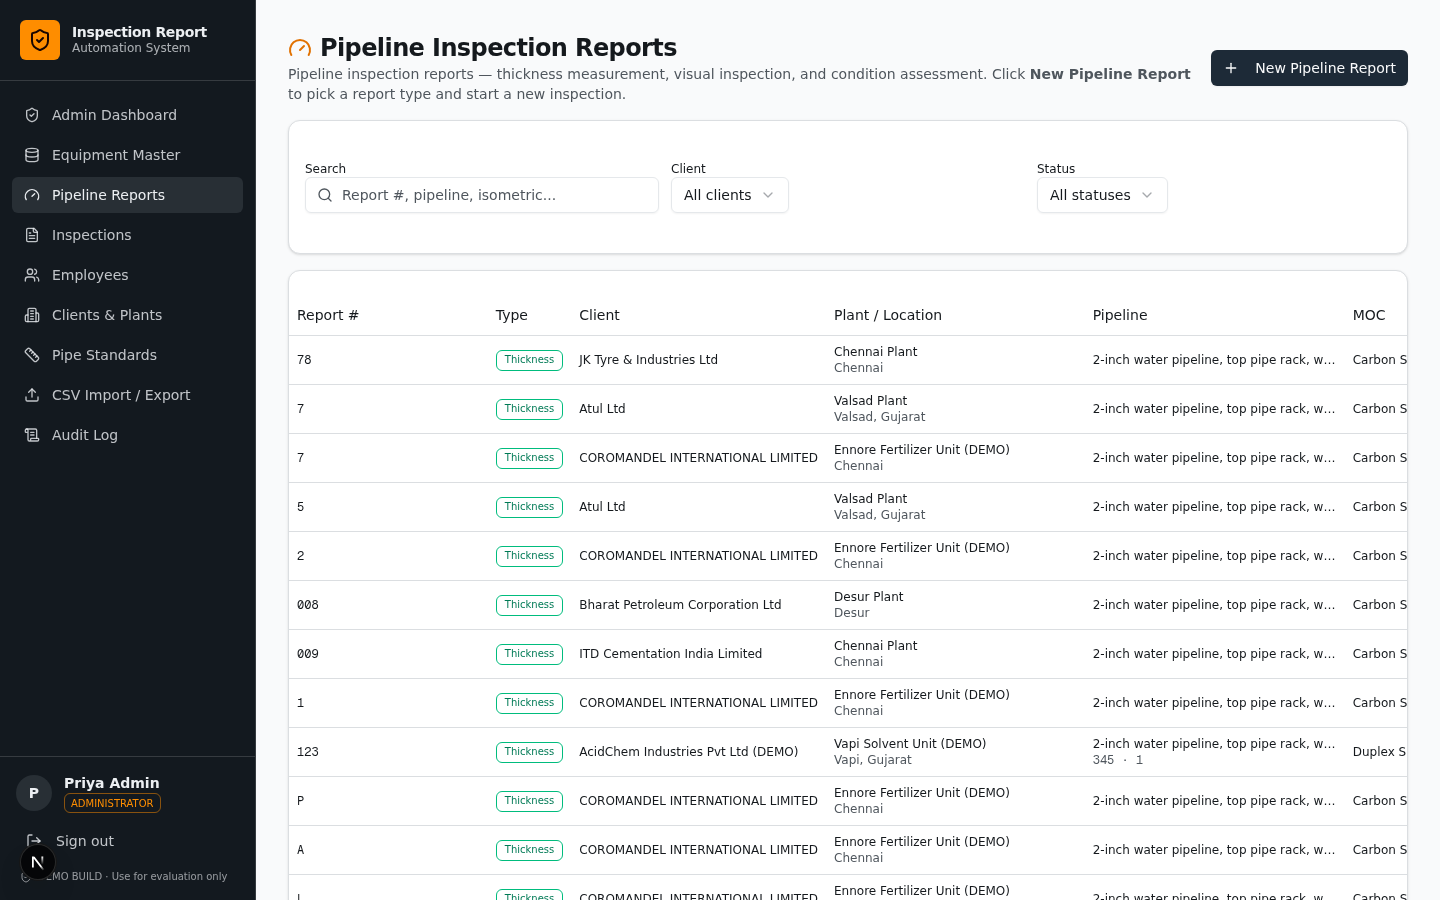 Inspection Report
Automation System
Admin Dashboard
Equipment Master
Pipeline Reports
Inspections
Employees
Clients & Plants
Pipe Standards
CSV Import / Export
Audit Log
P
Priya Admin
ADMINISTRATOR
Sign out
N
EMO BUILD · Use for evaluation only
Pipeline Inspection Reports
Pipeline inspection reports — thickness measurement, visual inspection, and condition assessment. Click New Pipeline Report
to pick a report type and start a new inspection.
New Pipeline Report
Search
Report #, pipeline, isometric...
Client
All clients
Status
All statuses
Report # Type Client Plant / Location Pipeline MOC
78 Thickness JK Tyre & Industries Ltd Chennai Plant 2-inch water pipeline, top pipe rack, w... Carbon S
Chennai
7 Thickness Atul Ltd Valsad Plant 2-inch water pipeline, top pipe rack, w... Carbon S
Valsad, Gujarat
7 Thickness COROMANDEL INTERNATIONAL LIMITED Ennore Fertilizer Unit (DEMO) 2-inch water pipeline, top pipe rack, w... Carbon S
Chennai
5 Thickness Atul Ltd Valsad Plant 2-inch water pipeline, top pipe rack, w... Carbon S
Valsad, Gujarat
2 Thickness COROMANDEL INTERNATIONAL LIMITED Ennore Fertilizer Unit (DEMO) 2-inch water pipeline, top pipe rack, w... Carbon S
Chennai
008 Thickness Bharat Petroleum Corporation Ltd Desur Plant 2-inch water pipeline, top pipe rack, w... Carbon S
Desur
009 Thickness ITD Cementation India Limited Chennai Plant 2-inch water pipeline, top pipe rack, w... Carbon S
Chennai
1 Thickness COROMANDEL INTERNATIONAL LIMITED Ennore Fertilizer Unit (DEMO) 2-inch water pipeline, top pipe rack, w... Carbon S
Chennai
123 Thickness AcidChem Industries Pvt Ltd (DEMO) Vapi Solvent Unit (DEMO) 2-inch water pipeline, top pipe rack, w... Duplex S
Vapi, Gujarat 345 · 1
P Thickness COROMANDEL INTERNATIONAL LIMITED Ennore Fertilizer Unit (DEMO) 2-inch water pipeline, top pipe rack, w... Carbon S
Chennai
A Thickness COROMANDEL INTERNATIONAL LIMITED Ennore Fertilizer Unit (DEMO) 2-inch water pipeline, top pipe rack, w... Carbon S
Chennai
Thickness COROMANDEL INTERNATIONAL LIMITED Ennore Fertilizer Unit (DEMO) 2-inch water pipeline, top pipe rack, w... Carbon S